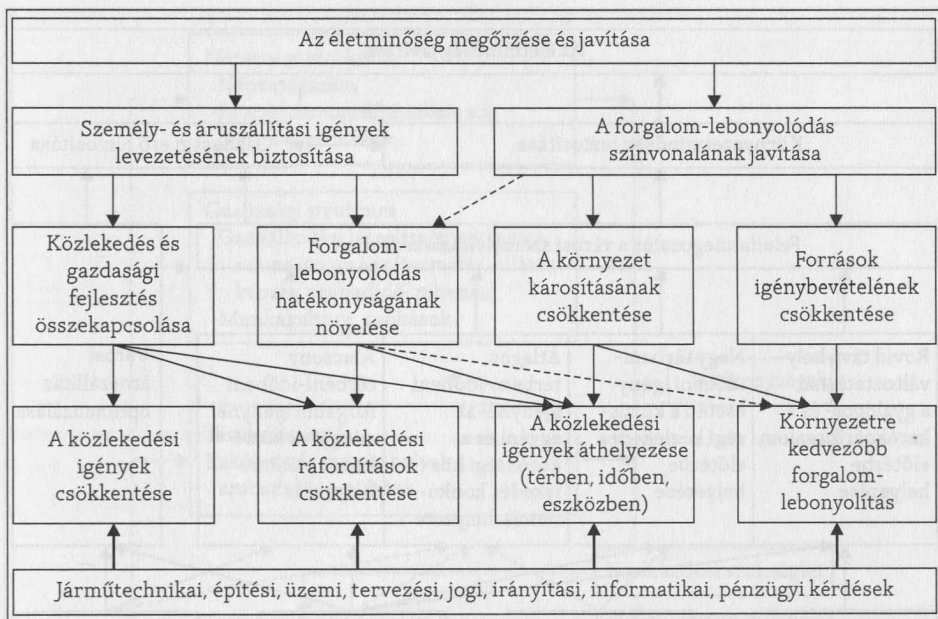 Az életminőség megőrzése és javítása
Személy- és áruszállítási igények
levezetésének biztosítása
A forgalom-lebonyolódás
színvonalának javítása
Közlekedés és
gazdasági
fejlesztés
összekapcsolása
Forgalom-
lebonyolódás
hatékonyságának
növelése
A környezet
károsításának
csökkentése
Források
igénybevételének
csökkentése
A közlekedési
igények
csökkentése
A közlekedési
ráfordítások
csökkentése
A közlekedési
igények áthelyezése
(térben, időben,
eszközben)
Környezetre
kedvezőbb
forgalom
lebonyolítás
Járműtechnikai, építési, üzemi, tervezési, jogi, irányítási, informatikai, pénzügyi kérdések